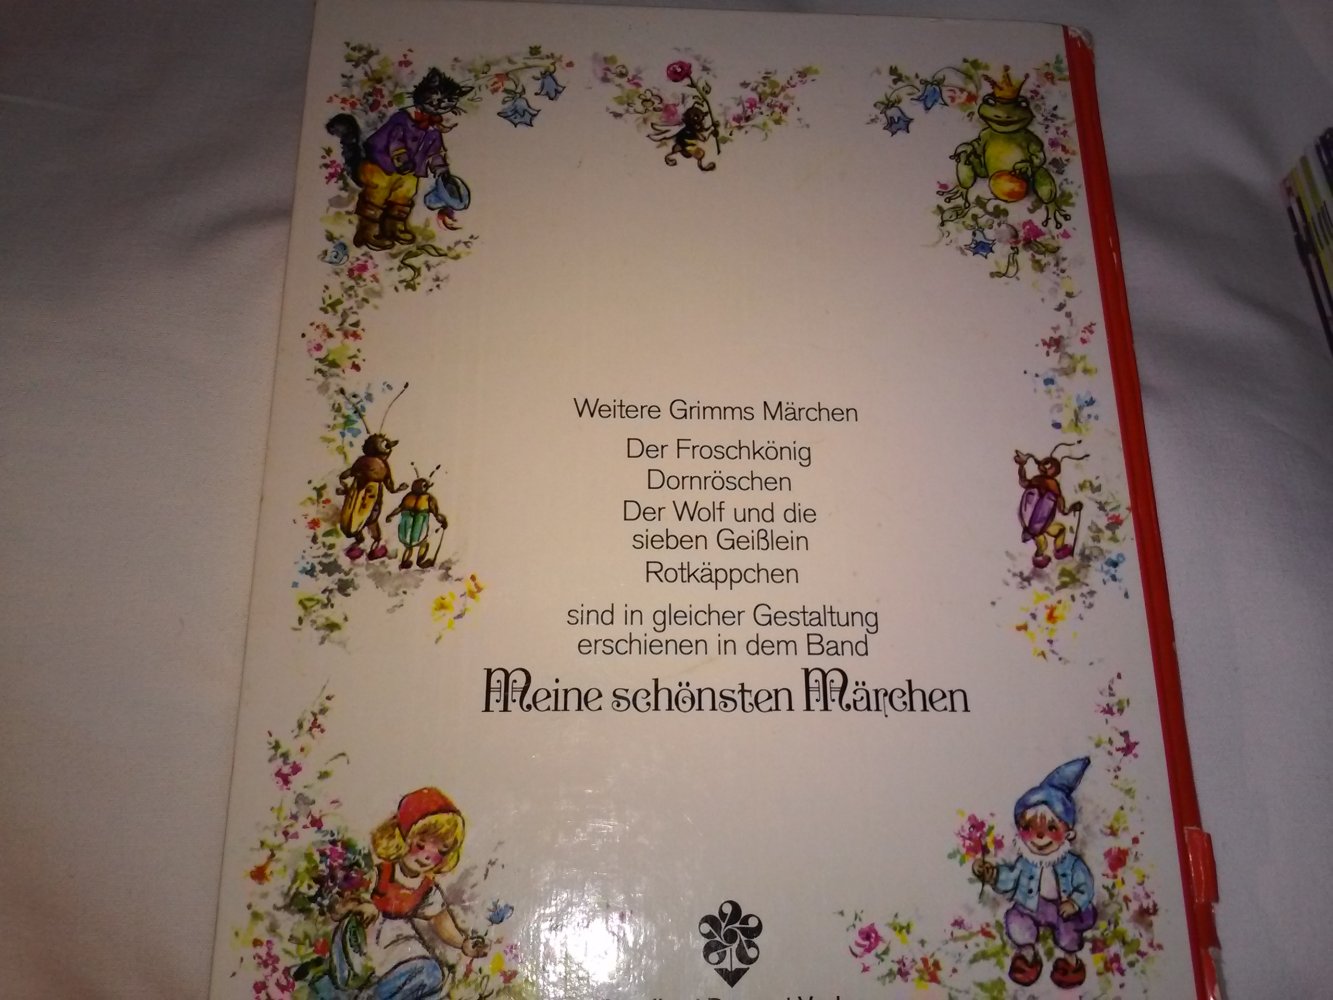 Weitere Grimms Märchen
Der Froschkönig
Dornröschen
Der Wolf und die
sieben Geißlein
Rotkäppchen
sind in gleicher Gestaltung
erschienen in dem Band
Meine schönsten Märchen